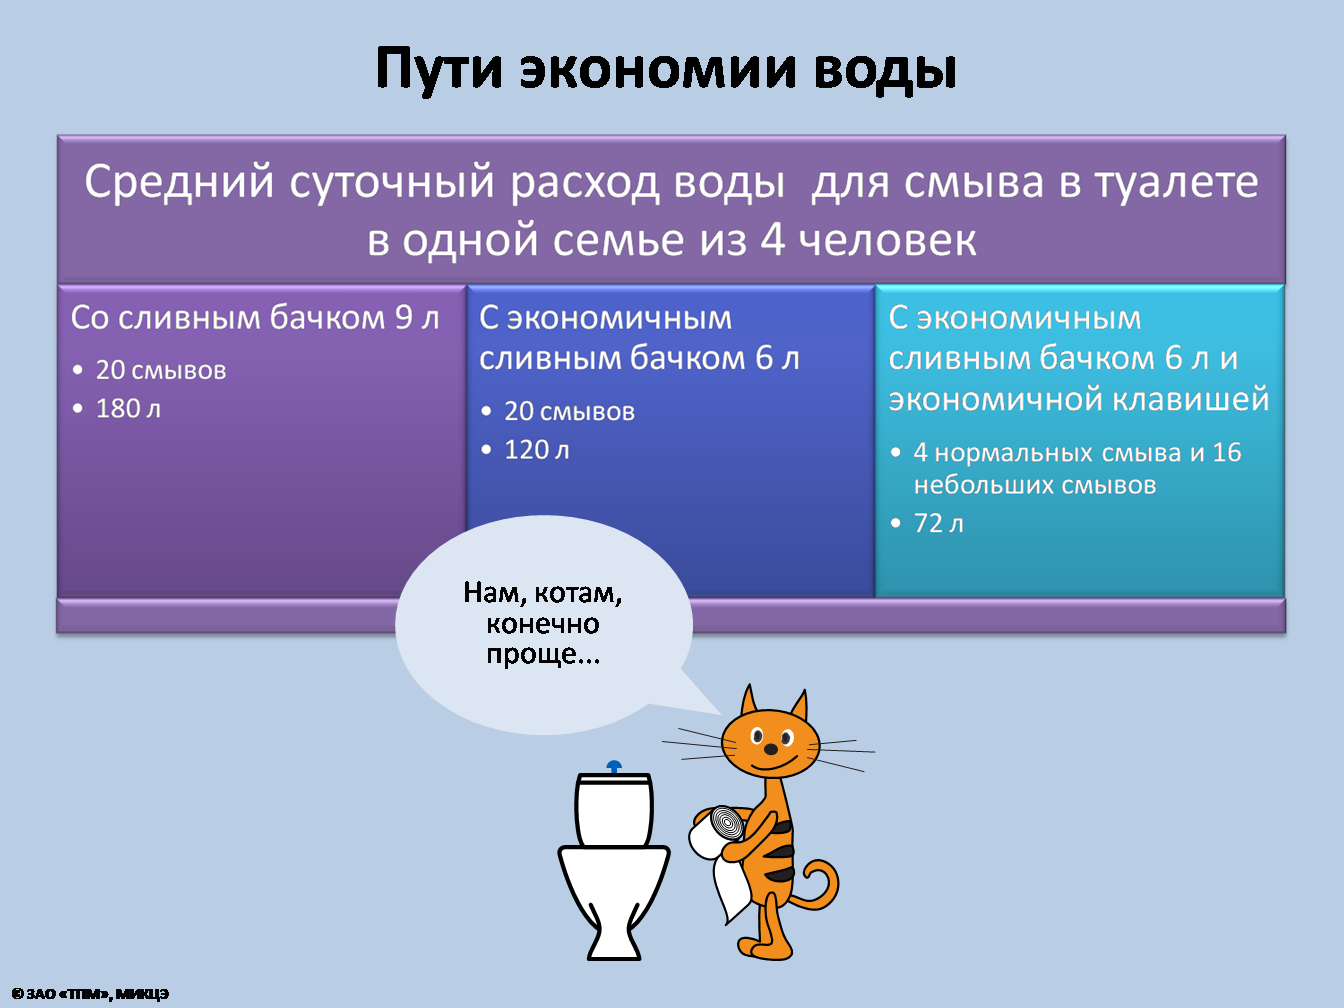 Пути экономии воды
Средний суточный расход воды для смыва в туалете
в одной семье из 4 человек
Со сливным бачком 9 л
• 20 смывов
• 180 л
С экономичным
сливным бачком 6 л
• 20 смывов
• 120 л
С экономичным
сливным бачком 6 л и
экономичной клавишей
• 4 нормальных смыва и 16
небольших смывов
• 72 л
Нам, котам,
конечно
проще...
© ЗАО «ТПМ», МИКЦЭ